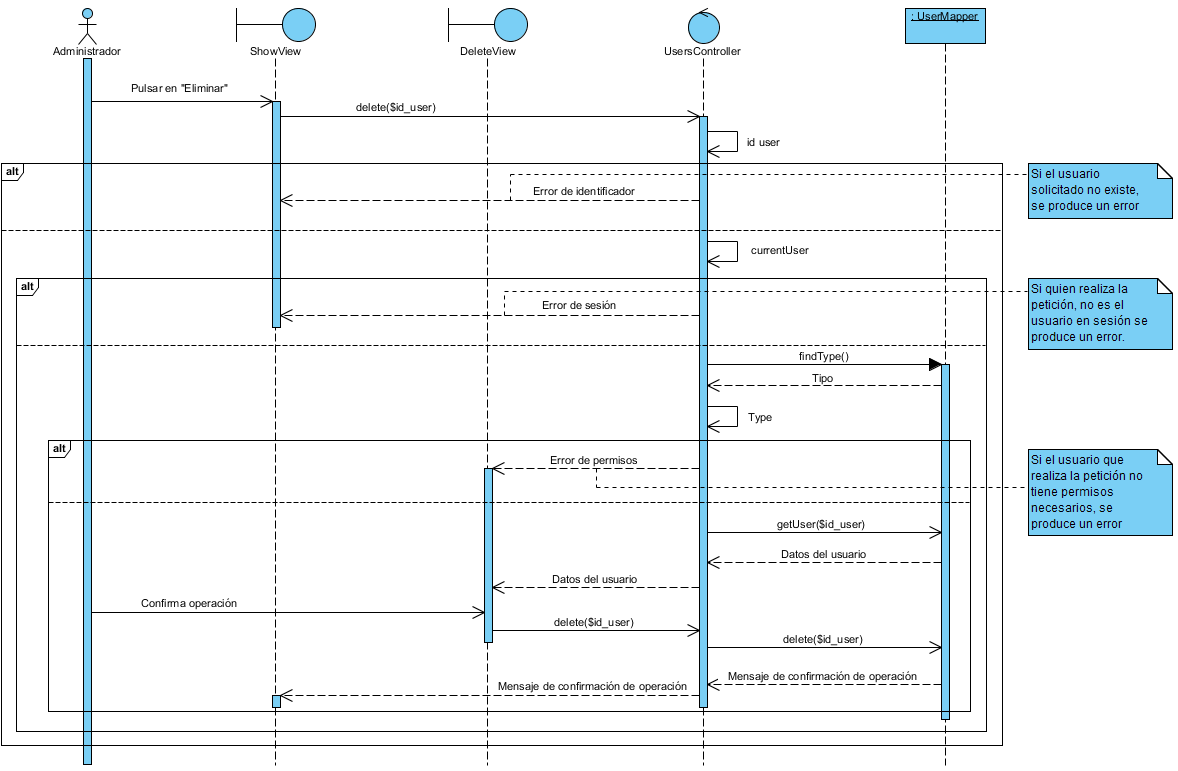 Administrador
ShowView
DeleteView
UsersController
: UserMapper
Pulsar en "Eliminar"
delete($id_user)
id user
alt
Error de identificador
Si el usuario
solicitado no existe,
se produce un error
currentUser
alt
Error de sesión
Si quien realiza la
petición, no es el
usuario en sesión se
produce un error.
findType()
Tipo
Type
alt
Error de permisos
Si el usuario que
realiza la petición no
tiene permisos
necesarios, se
produce un error
getUser($id_user)
Datos del usuario
Datos del usuario
Confirma operación
delete($id_user)
delete($id_user)
Mensaje de confirmación de operación
Mensaje de confirmación de operación